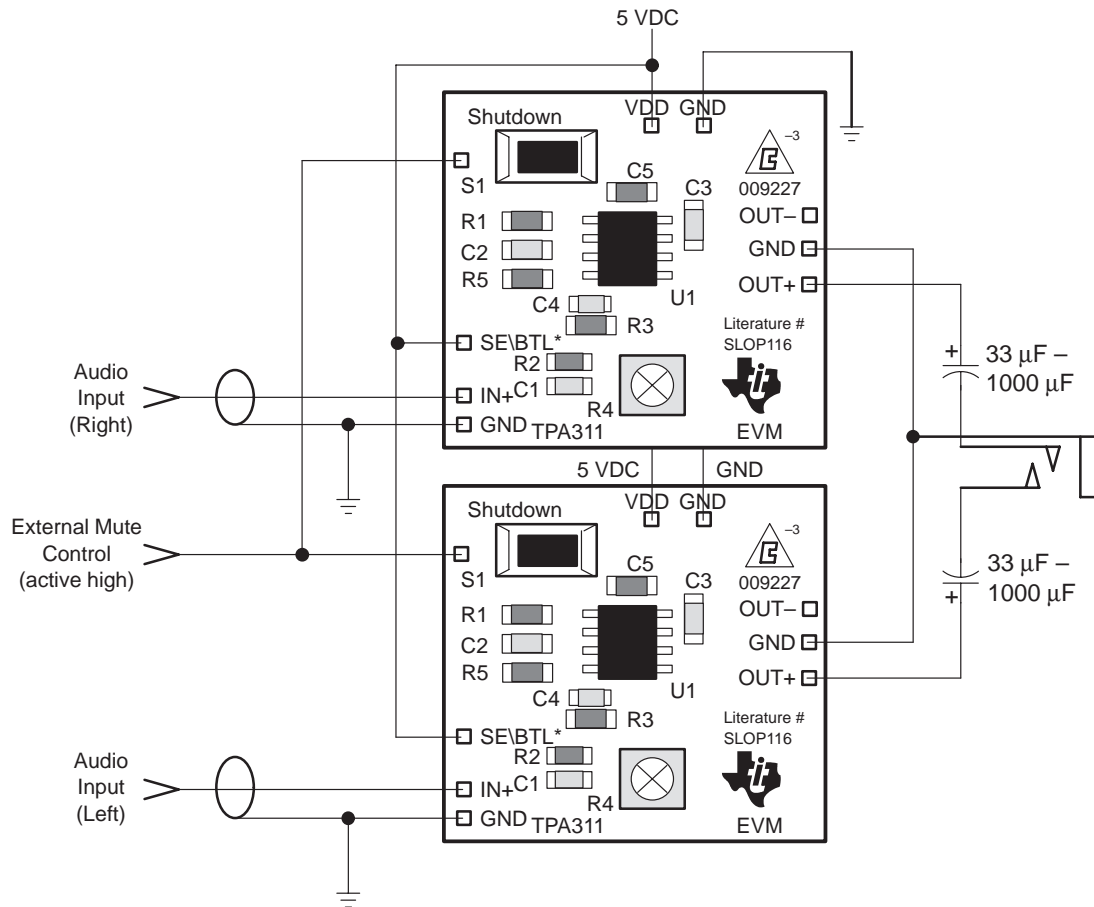 5 VDC
VDD GND
Shutdown
–3
C5
C3
009227
S1
OUT–
R1
GND
C2
R5
OUT+
U1
C4
R3
Literature #
SLOP116
SE\BTL*
R2
+
33 µF –
1000 µF
Audio
Input
(Right)
IN+
C1
R4
GND
TPA311
EVM
5 VDC
GND
VDD GND
Shutdown
External Mute
Control
(active high)
–3
C5
C3
009227
S1
33 µF –
1000 µF
+
OUT–
R1
GND
C2
R5
OUT+
U1
C4
R3
Literature #
SLOP116
SE\BTL*
R2
Audio
Input
(Left)
IN+
C1
R4
GND
TPA311
EVM